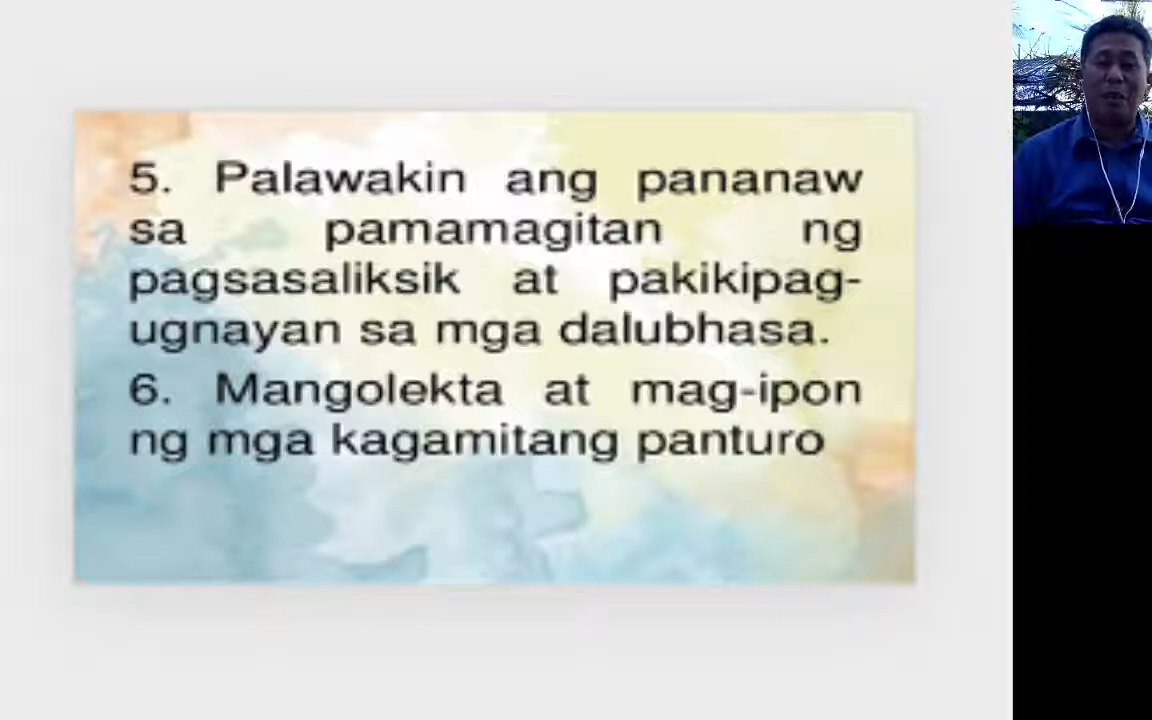 5. Palawakin ang pananaw
sa pamamagitan ng
pagsasaliksik at pakikipag-
ugnayan sa mga dalubhasa.
6. Mangolekta at mag-ipon
ng mga kagamitang panturo